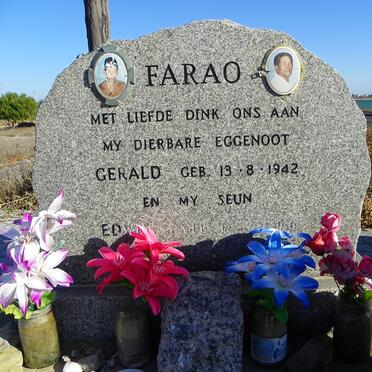 FARAO
MET LIEFDE DINK ONS AAN
MY DIERBARE EGGENOOT
GERALD GEB. 13·8·1942
EN MY SEUN